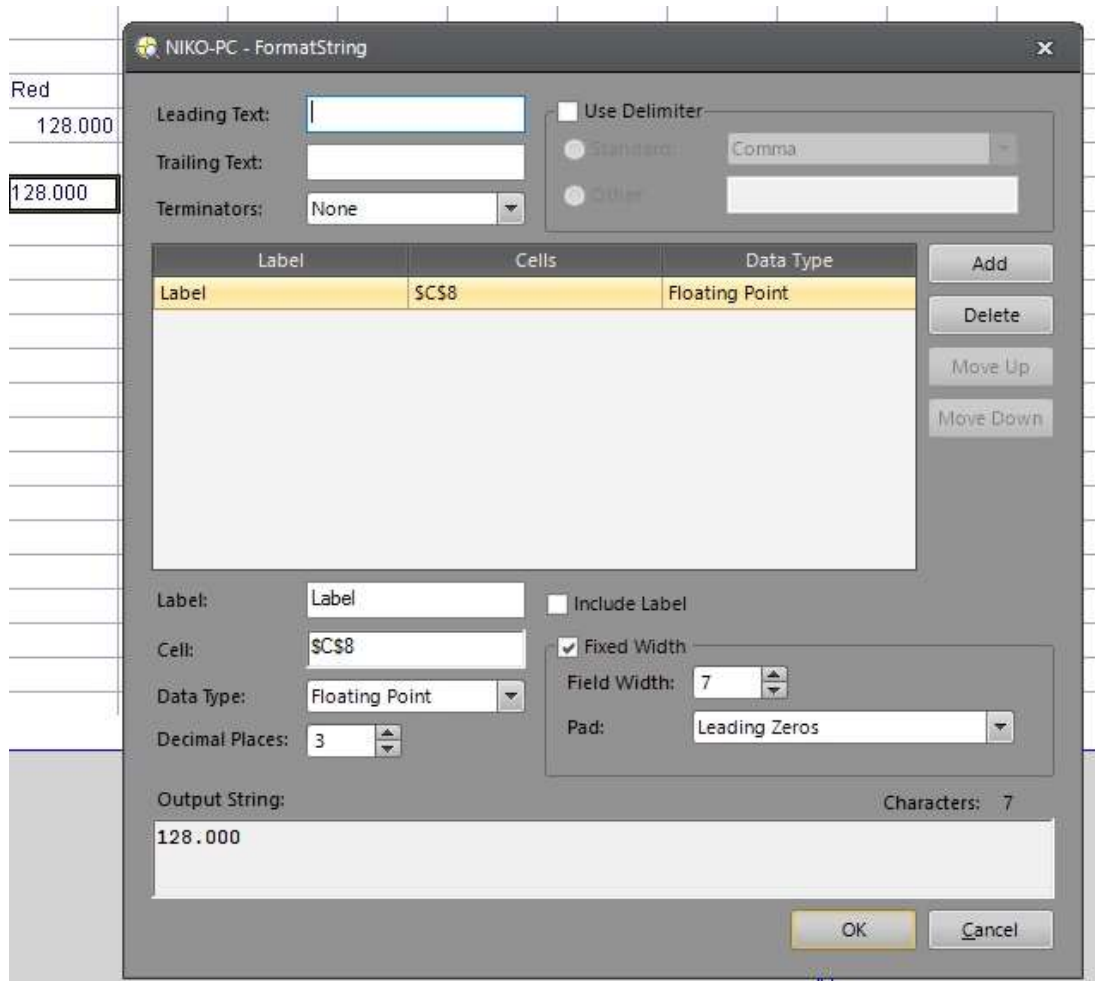 NIKO-PC - FormatString
Red
128.000
128.000
Leading Text:
Use Delimiter
Standard:
Comma
Trailing Text:
Other:
Terminators:
None
Label Cells Data Type
Label $C$8 Floating Point
Add
Delete
Move Up
Move Down
Label:
Label
Include Label
Cell:
$C$8
Fixed Width
Field Width:
7
Data Type:
Floating Point
Pad:
Leading Zeros
Decimal Places:
3
Output String:
Characters: 7
128.000
OK
Cancel